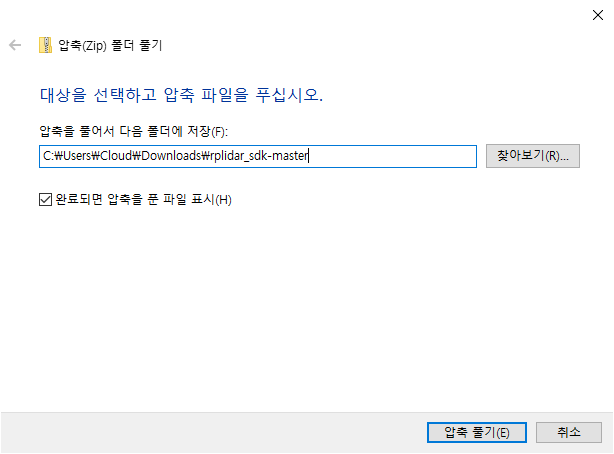 압축(Zip) 폴더 풀기
대상을 선택하고 압축 파일을 푸십시오.
압축을 풀어서 다음 폴더에 저장(F):
C:₩Users₩Cloud₩Downloads₩rplidar_sdk-master
찾아보기(R)...
완료되면 압축을 푼 파일 표시(H)
압축 풀기(E)
취소